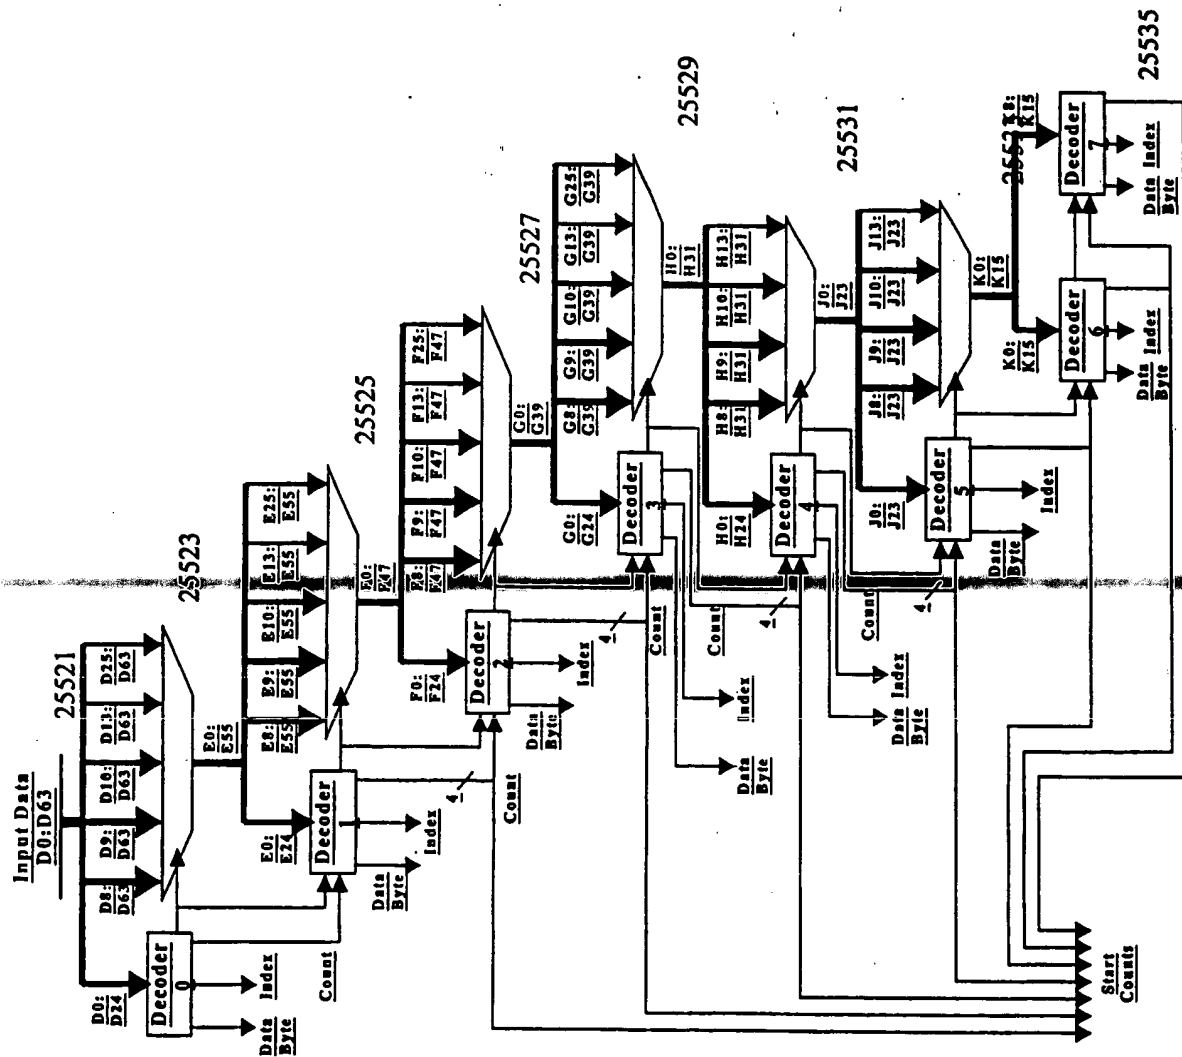 Input Data
D0:D63
25521
D0:
D24
D8:
D63
D9:
D63
D10:
D63
D13:
D63
D25:
D63
Decoder
0
Data
Byte
Index
Count
E0:
E55
25523
E0:
E24
E8:
E55
E9:
E55
E10:
E55
E13:
E55
E25:
E55
Decoder
Data
Byte
Index
4
Count
25525
F0:
F24
F9:
F47
F10:
F47
F13:
F47
F25:
F47
Decoder
2
Data
Byte
Index
4
Count
G0:
G39
25527
G0:
G24
G8:
G39
G9:
G39
G10:
G39
G13:
G39
G25:
G39
Decoder
3
Data
Byte
Index
Count
4
H0:
H31
25529
H0:
H24
H8:
H31
H9:
H31
H10:
H31
H13:
H31
Decoder
4
Data
Byte
Index
Count
4
J0:
J23
25531
J0:
J23
J8:
J23
J9:
J23
J10:
J23
J13:
J23
Decoder
5
Data
Byte
Index
K0:
K15
K0:
K15
K8:
K15
Decoder
6
Data
Byte
Index
Decoder
7
Data
Byte
Index
25535
Start
Counts